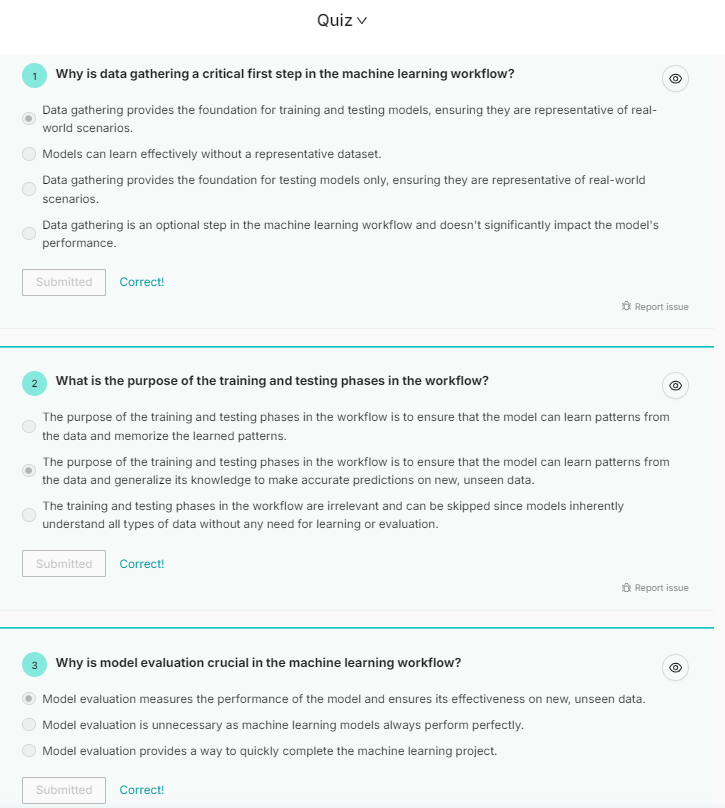 Quiz
1 Why is data gathering a critical first step in the machine learning workflow?
Data gathering provides the foundation for training and testing models, ensuring they are representative of real-
world scenarios.
Models can learn effectively without a representative dataset.
Data gathering provides the foundation for testing models only, ensuring they are representative of real-world
scenarios.
Data gathering is an optional step in the machine learning workflow and doesn't significantly impact the model's
performance.
Submitted Correct!
Report issue
2 What is the purpose of the training and testing phases in the workflow?
The purpose of the training and testing phases in the workflow is to ensure that the model can learn patterns from
the data and memorize the learned patterns.
The purpose of the training and testing phases in the workflow is to ensure that the model can learn patterns from
the data and generalize its knowledge to make accurate predictions on new, unseen data.
The training and testing phases in the workflow are irrelevant and can be skipped since models inherently
understand all types of data without any need for learning or evaluation.
Submitted Correct!
Report issue
3 Why is model evaluation crucial in the machine learning workflow?
Model evaluation measures the performance of the model and ensures its effectiveness on new, unseen data.
Model evaluation is unnecessary as machine learning models always perform perfectly.
Model evaluation provides a way to quickly complete the machine learning project.
Submitted Correct!